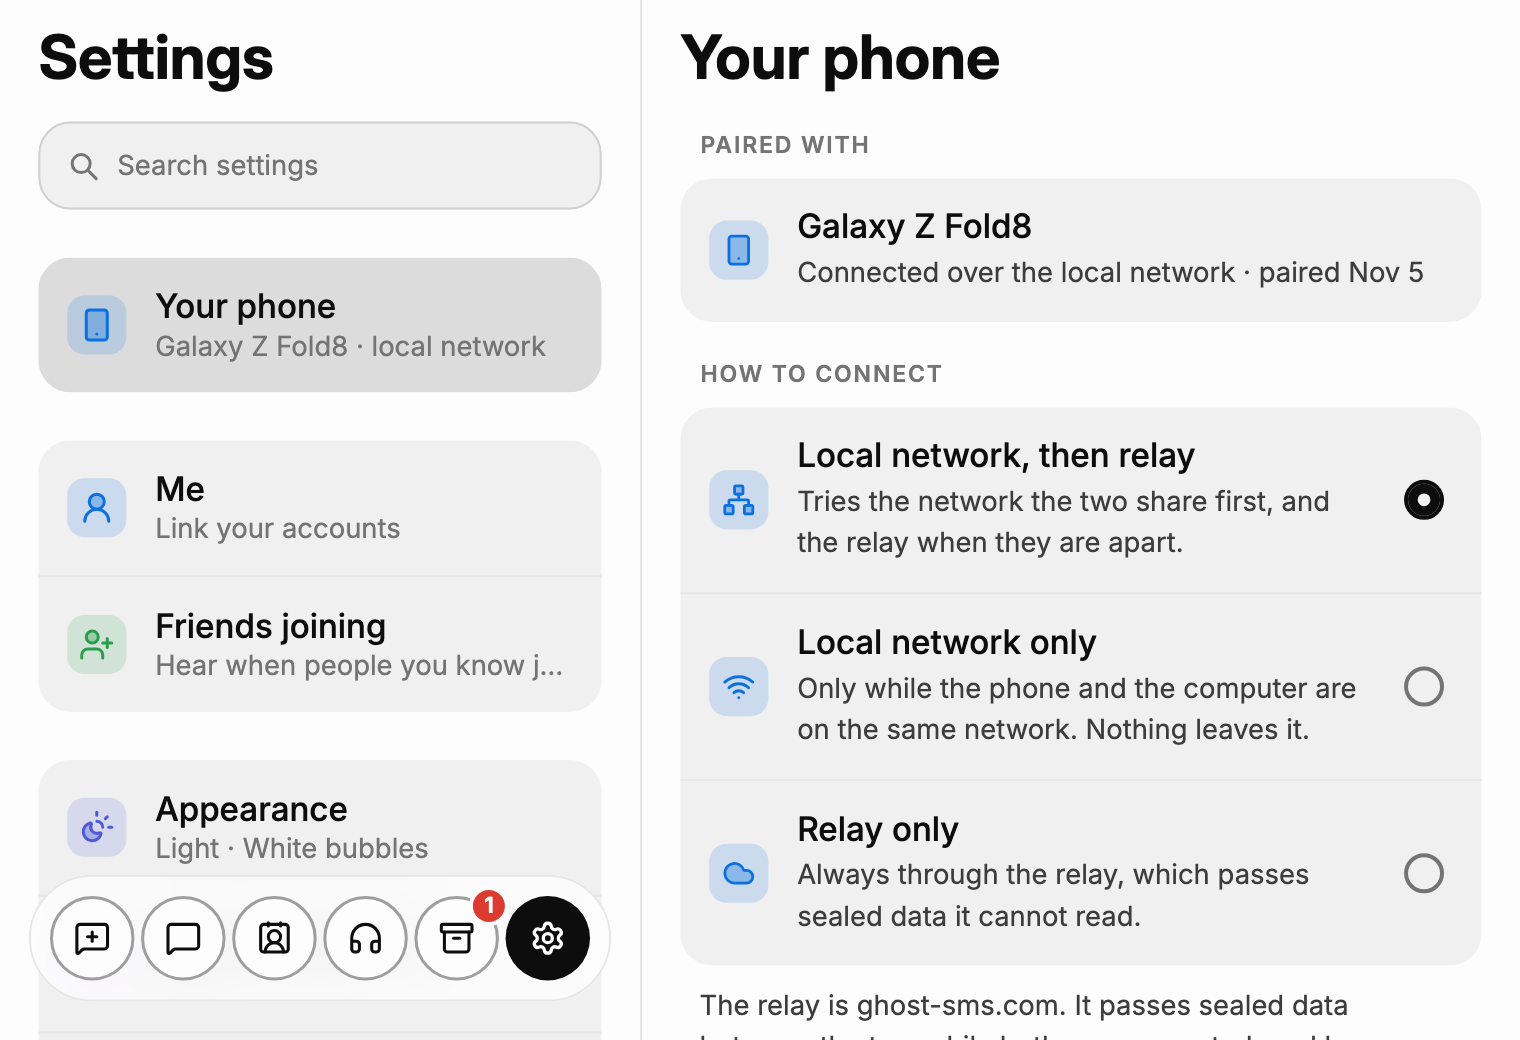 Settings
Search settings
Your phone
Galaxy Z Fold8 · local network
Me
Link your accounts
Friends joining
Hear when people you know j...
Appearance
Light · White bubbles
1
Your phone
PAIRED WITH
Galaxy Z Fold8
Connected over the local network · paired Nov 5
HOW TO CONNECT
Local network, then relay
Tries the network the two share first, and
the relay when they are apart.
Local network only
Only while the phone and the computer are
on the same network. Nothing leaves it.
Relay only
Always through the relay, which passes
sealed data it cannot read.
The relay is ghost-sms.com. It passes sealed data